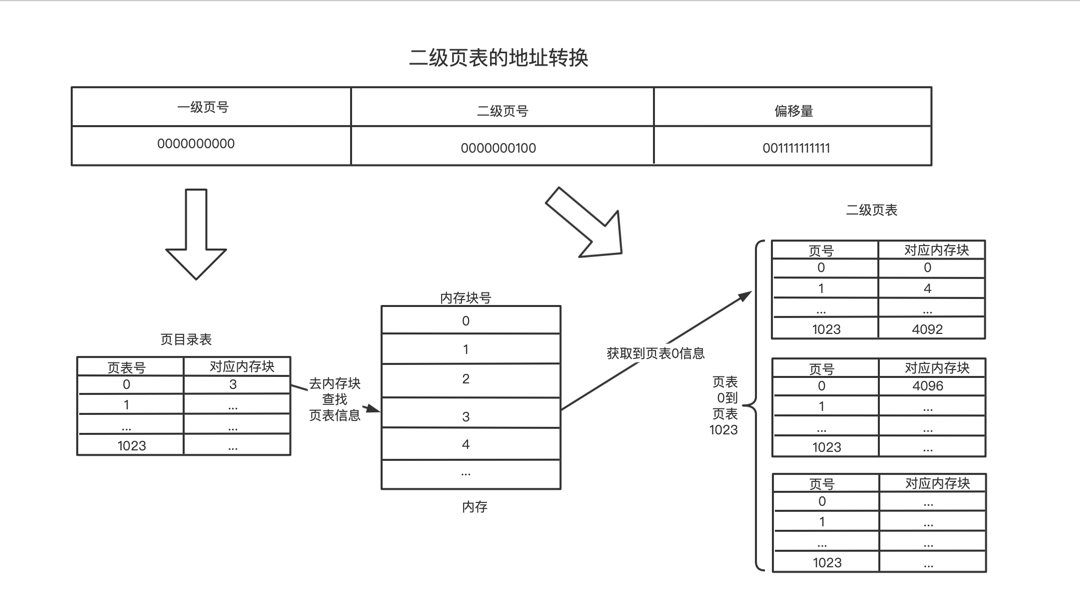 二级页表的地址转换
一级页号 二级页号 偏移量
0000000000 0000000100 001111111111
二级页表
页号 对应内存块
0 0
1 4
... ...
1023 4092
内存块号
0
1
2
3
4
...
内存
页目录表
页表号 对应内存块
0 3
1 ...
... ...
1023 ...
去内存块
查找
页表信息
获取到页表0信息
页表
0到
页表
1023
页号 对应内存块
0 4096
1 ...
... ...
1023 ...
页号 对应内存块
0 ...
1 ...
... ...
1023 ...